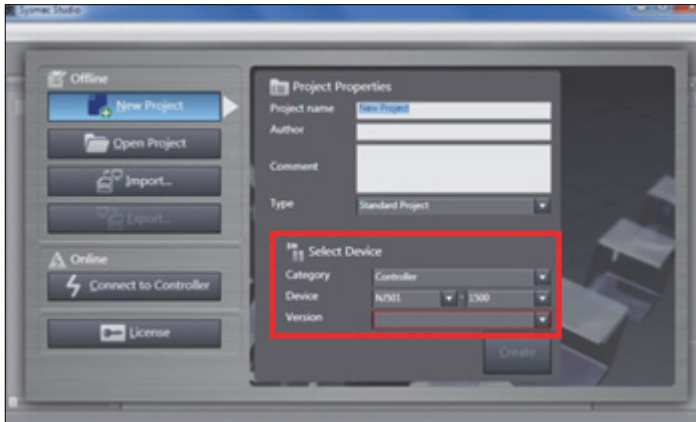 Sysmac Studio
Offline
New Project
Open Project
Import...
Export...
Online
Connect to Controller
License
Project Properties
Project name New Project
Author
Comment
Type Standard Project
Select Device
Category Controller
Device NJ501 - 1500
Version
Create